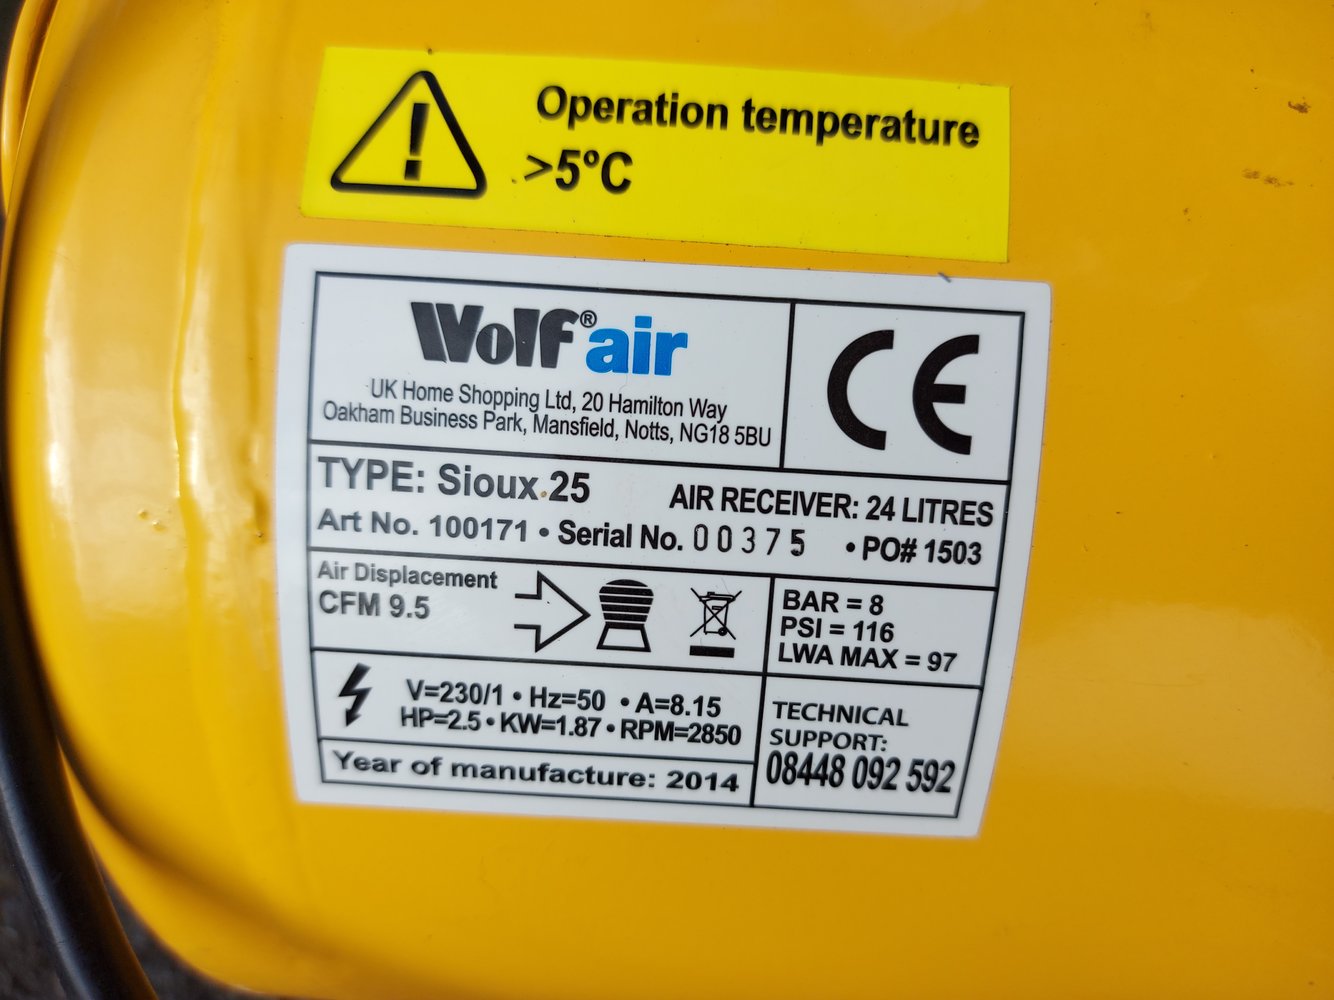 Operation temperature
>5ºC
Wolf® air
UK Home Shopping Ltd, 20 Hamilton Way
Oakham Business Park, Mansfield, Notts, NG18 5BU
CE
TYPE: Sioux 25
AIR RECEIVER: 24 LITRES
Art No. 100171 • Serial No. 00375 • PO# 1503
Air Displacement
CFM 9.5
BAR = 8
PSI = 116
LWA MAX = 97
V=230/1 • Hz=50 • A=8.15
HP=2.5 • KW=1.87 • RPM=2850
Year of manufacture: 2014
TECHNICAL
SUPPORT:
08448 092 592